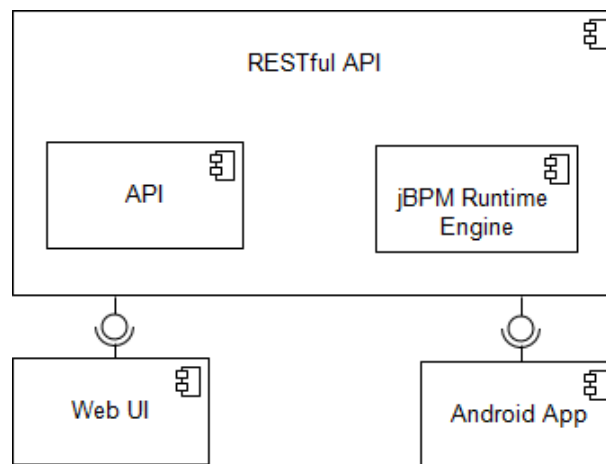 RESTful API
API
jBPM Runtime
Engine
Web UI
Android App